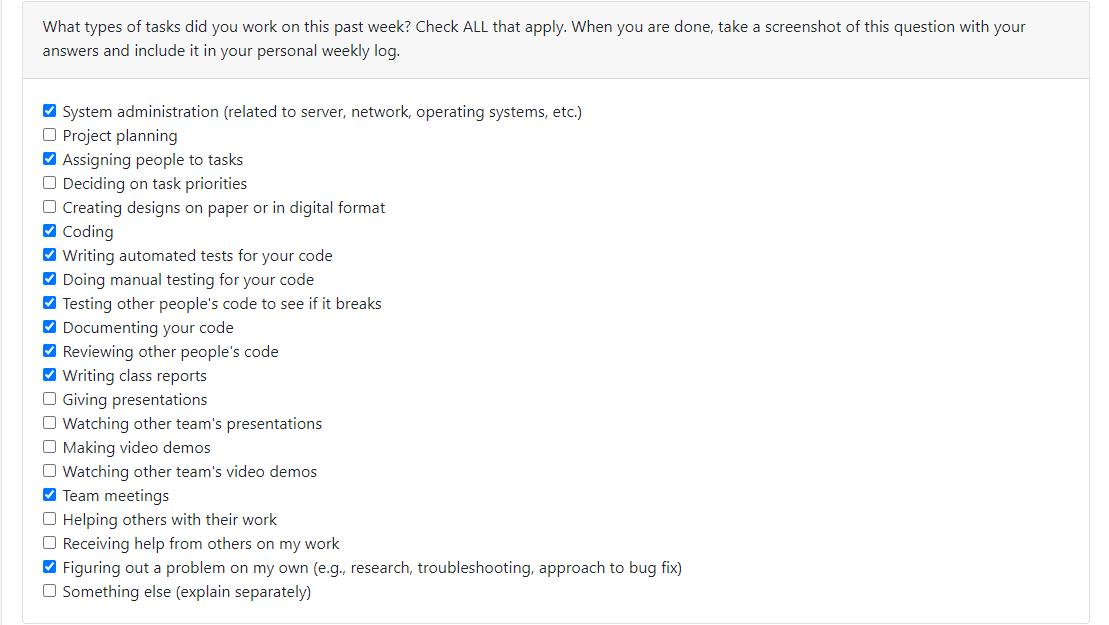 What types of tasks did you work on this past week? Check ALL that apply. When you are done, take a screenshot of this question with your
answers and include it in your personal weekly log.
System administration (related to server, network, operating systems, etc.)
Project planning
Assigning people to tasks
Deciding on task priorities
Creating designs on paper or in digital format
Coding
Writing automated tests for your code
Doing manual testing for your code
Testing other people's code to see if it breaks
Documenting your code
Reviewing other people's code
Writing class reports
Giving presentations
Watching other team's presentations
Making video demos
Watching other team's video demos
Team meetings
Helping others with their work
Receiving help from others on my work
Figuring out a problem on my own (e.g., research, troubleshooting, approach to bug fix)
Something else (explain separately)